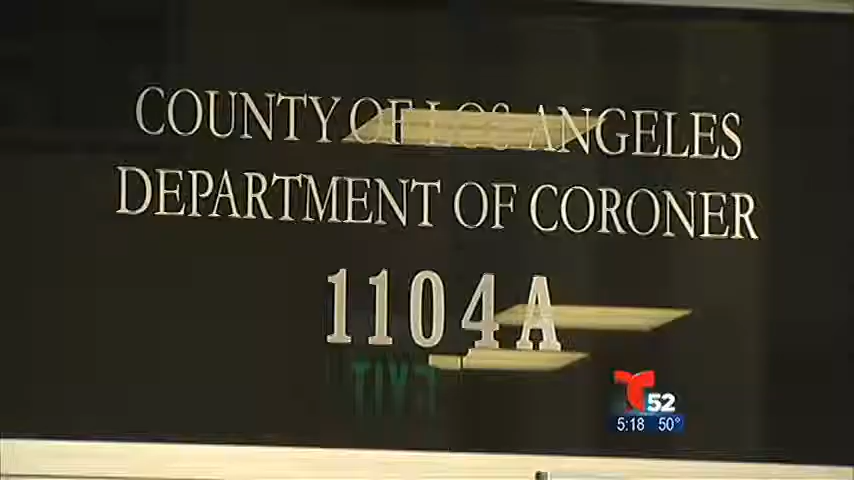 COUNTY OF LOS ANGELES
DEPARTMENT OF CORONER
1104A
52
5:18 50°